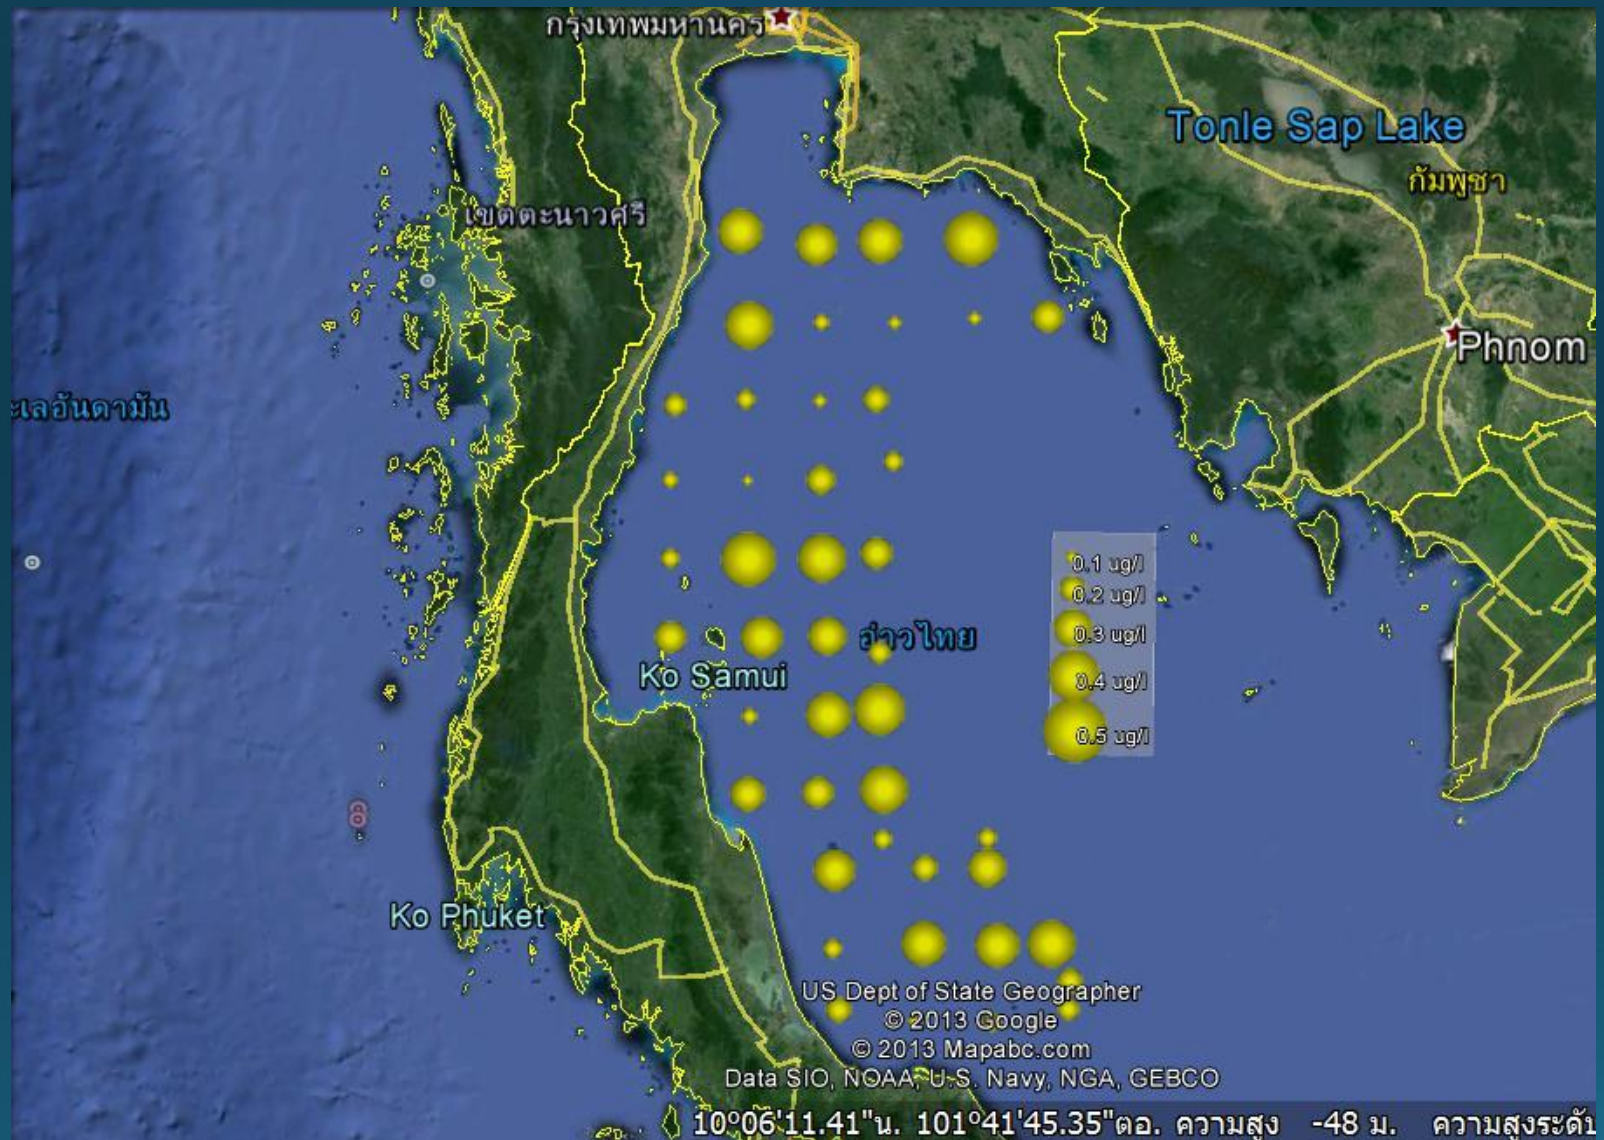 กรุงเทพมหานคร
Tonle Sap Lake
กัมพูชา
เขตตะนาวศรี
Phnom
ะเลอันดามัน
0.1 ug/l
0.2 ug/l
0.3 ug/l
0.4 ug/l
0.5 ug/l
อ่าวไทย
Ko Samui
Ko Phuket
US Dept of State Geographer
© 2013 Google
© 2013 Mapabc.com
Data SIO, NOAA, U.S. Navy, NGA, GEBCO
10°06'11.41"น. 101°41'45.35"ตอ. ความสูง -48 ม. ความสูงระดับ